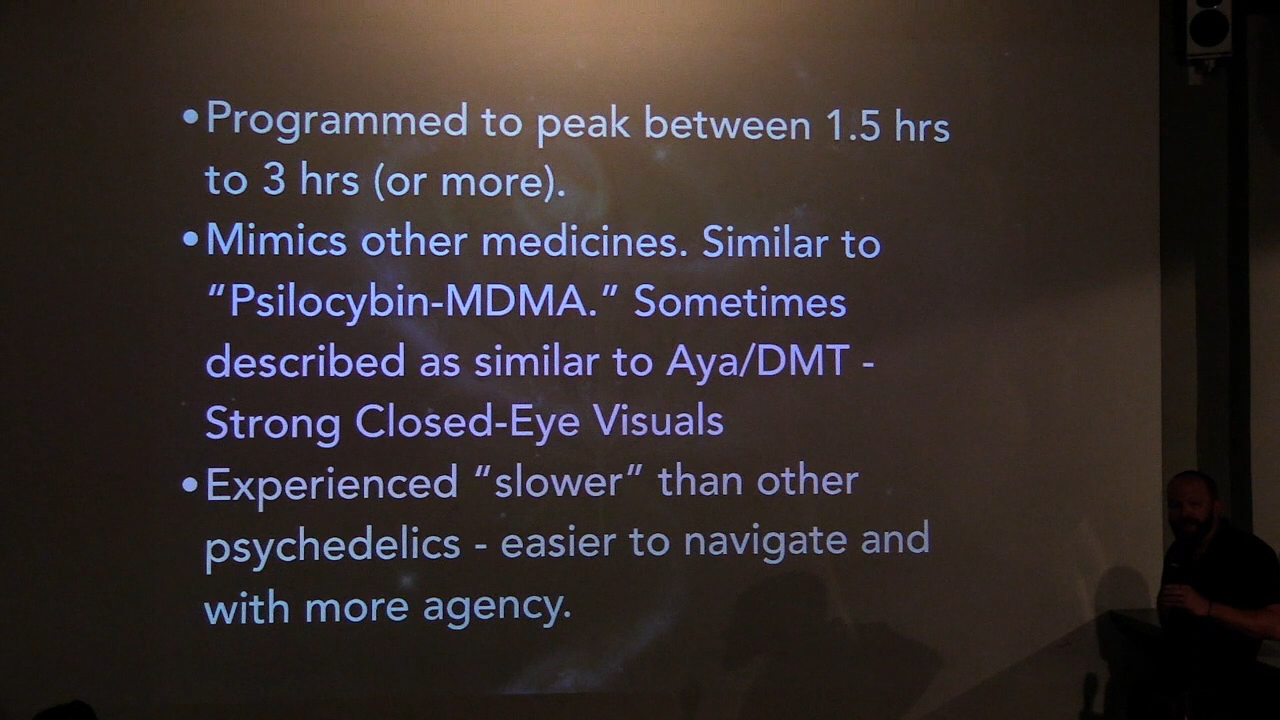 •Programmed to peak between 1.5 hrs
to 3 hrs (or more).
•Mimics other medicines. Similar to
“Psilocybin-MDMA.” Sometimes
described as similar to Aya/DMT -
Strong Closed-Eye Visuals
•Experienced “slower” than other
psychedelics - easier to navigate and
with more agency.